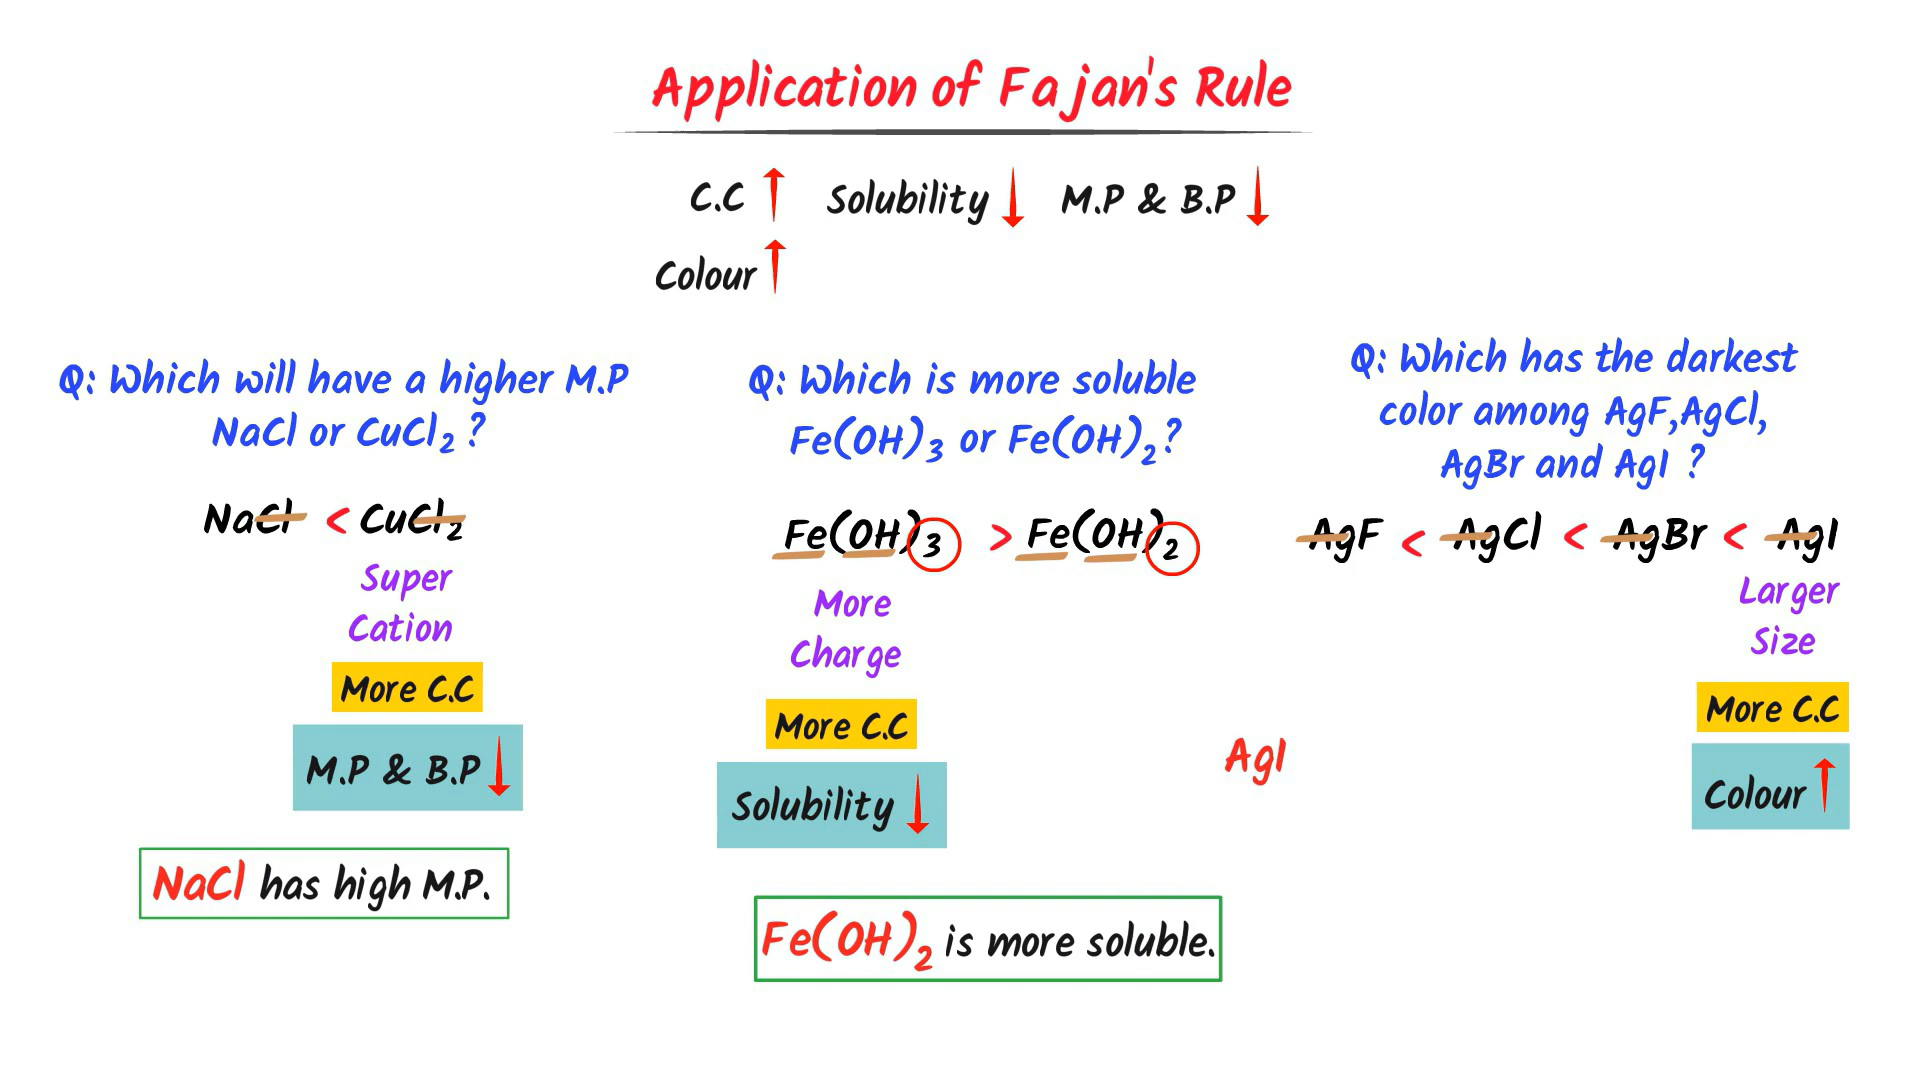 Application of Fajan's Rule
C.C ↑ Solubility ↓ M.P & B.P ↓
Colour ↑
Q: Which will have a higher M.P
NaCl or CuCl₂ ?
NaCl < CuCl₂
Super
Cation
More C.C
M.P & B.P ↓
NaCl has high M.P.
Q: Which is more soluble
Fe(OH)₃ or Fe(OH)₂?
Fe(OH)₃ > Fe(OH)₂
More
Charge
More C.C
Solubility ↓
Fe(OH)₂ is more soluble.
Q: Which has the darkest
color among AgF,AgCl,
AgBr and AgI ?
AgF < AgCl < AgBr < AgI
Larger
Size
More C.C
Colour ↑
AgI